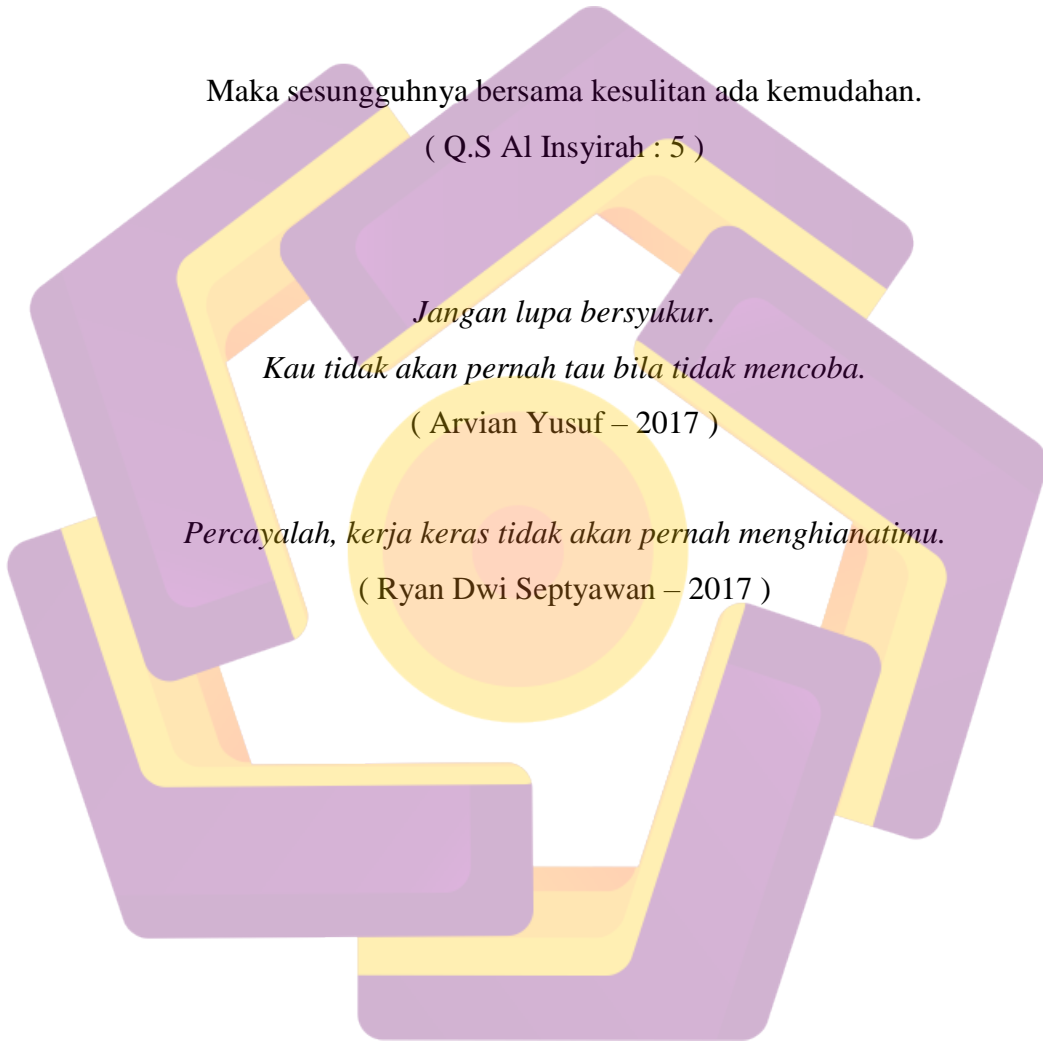 Maka sesungguhnya bersama kesulitan ada kemudahan.
( Q.S Al Insyirah : 5 )
Jangan lupa bersyukur.
Kau tidak akan pernah tau bila tidak mencoba.
( Arvian Yusuf – 2017 )
Percayalah, kerja keras tidak akan pernah menghianatimu.
( Ryan Dwi Septyawan – 2017 )